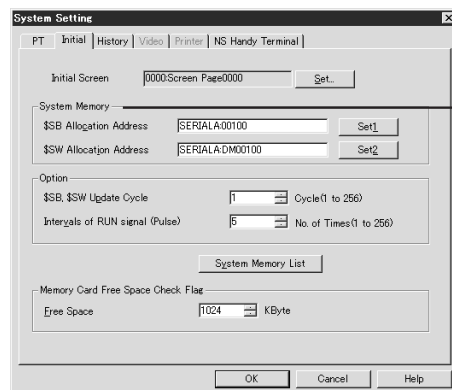 System Setting
PT Initial History Video Printer NS Handy Terminal
Initial Screen 0000:Screen Page0000 Set...
System Memory
$SB Allocation Address SERIALA:00100 Set1
$SW Allocation Address SERIALA:DM00100 Set2
Option
$SB, $SW Update Cycle 1 Cycle(1 to 256)
Intervals of RUN signal (Pulse) 5 No. of Times(1 to 256)
System Memory List
Memory Card Free Space Check Flag
Free Space 1024 KByte
OK Cancel Help